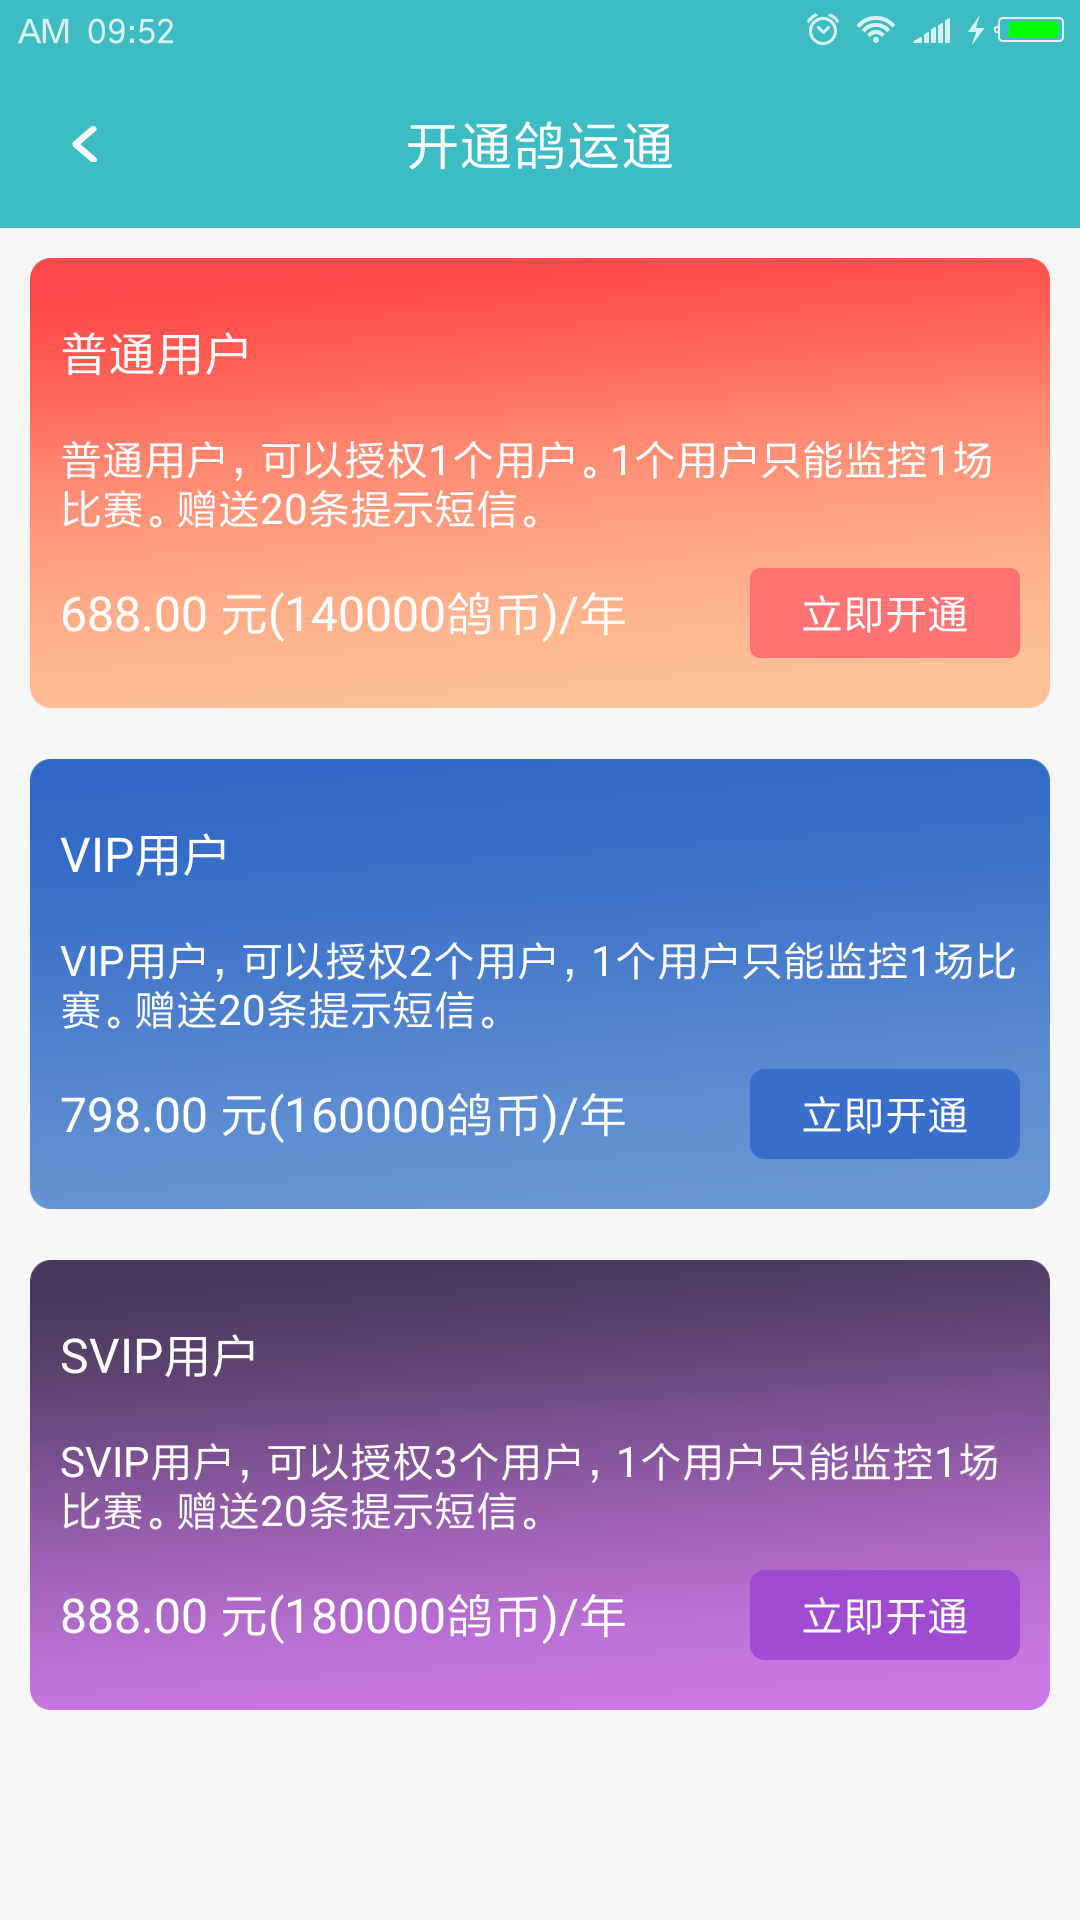 AM 09:52
开通鸽运通
普通用户
普通用户，可以授权1个用户。1个用户只能监控1场
比赛。赠送20条提示短信。
688.00 元(140000鸽币)/年
立即开通
VIP用户
VIP用户，可以授权2个用户，1个用户只能监控1场比
赛。赠送20条提示短信。
798.00 元(160000鸽币)/年
立即开通
SVIP用户
SVIP用户，可以授权3个用户，1个用户只能监控1场
比赛。赠送20条提示短信。
888.00 元(180000鸽币)/年
立即开通